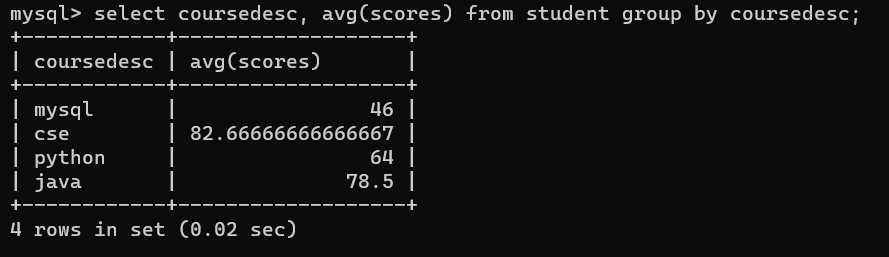 mysql> select coursedesc, avg(scores) from student group by coursedesc;
+------------+-------------------+
| coursedesc | avg(scores)       |
+------------+-------------------+
| mysql      |                46 |
| cse        | 82.66666666666667 |
| python     |                64 |
| java       |              78.5 |
+------------+-------------------+
4 rows in set (0.02 sec)